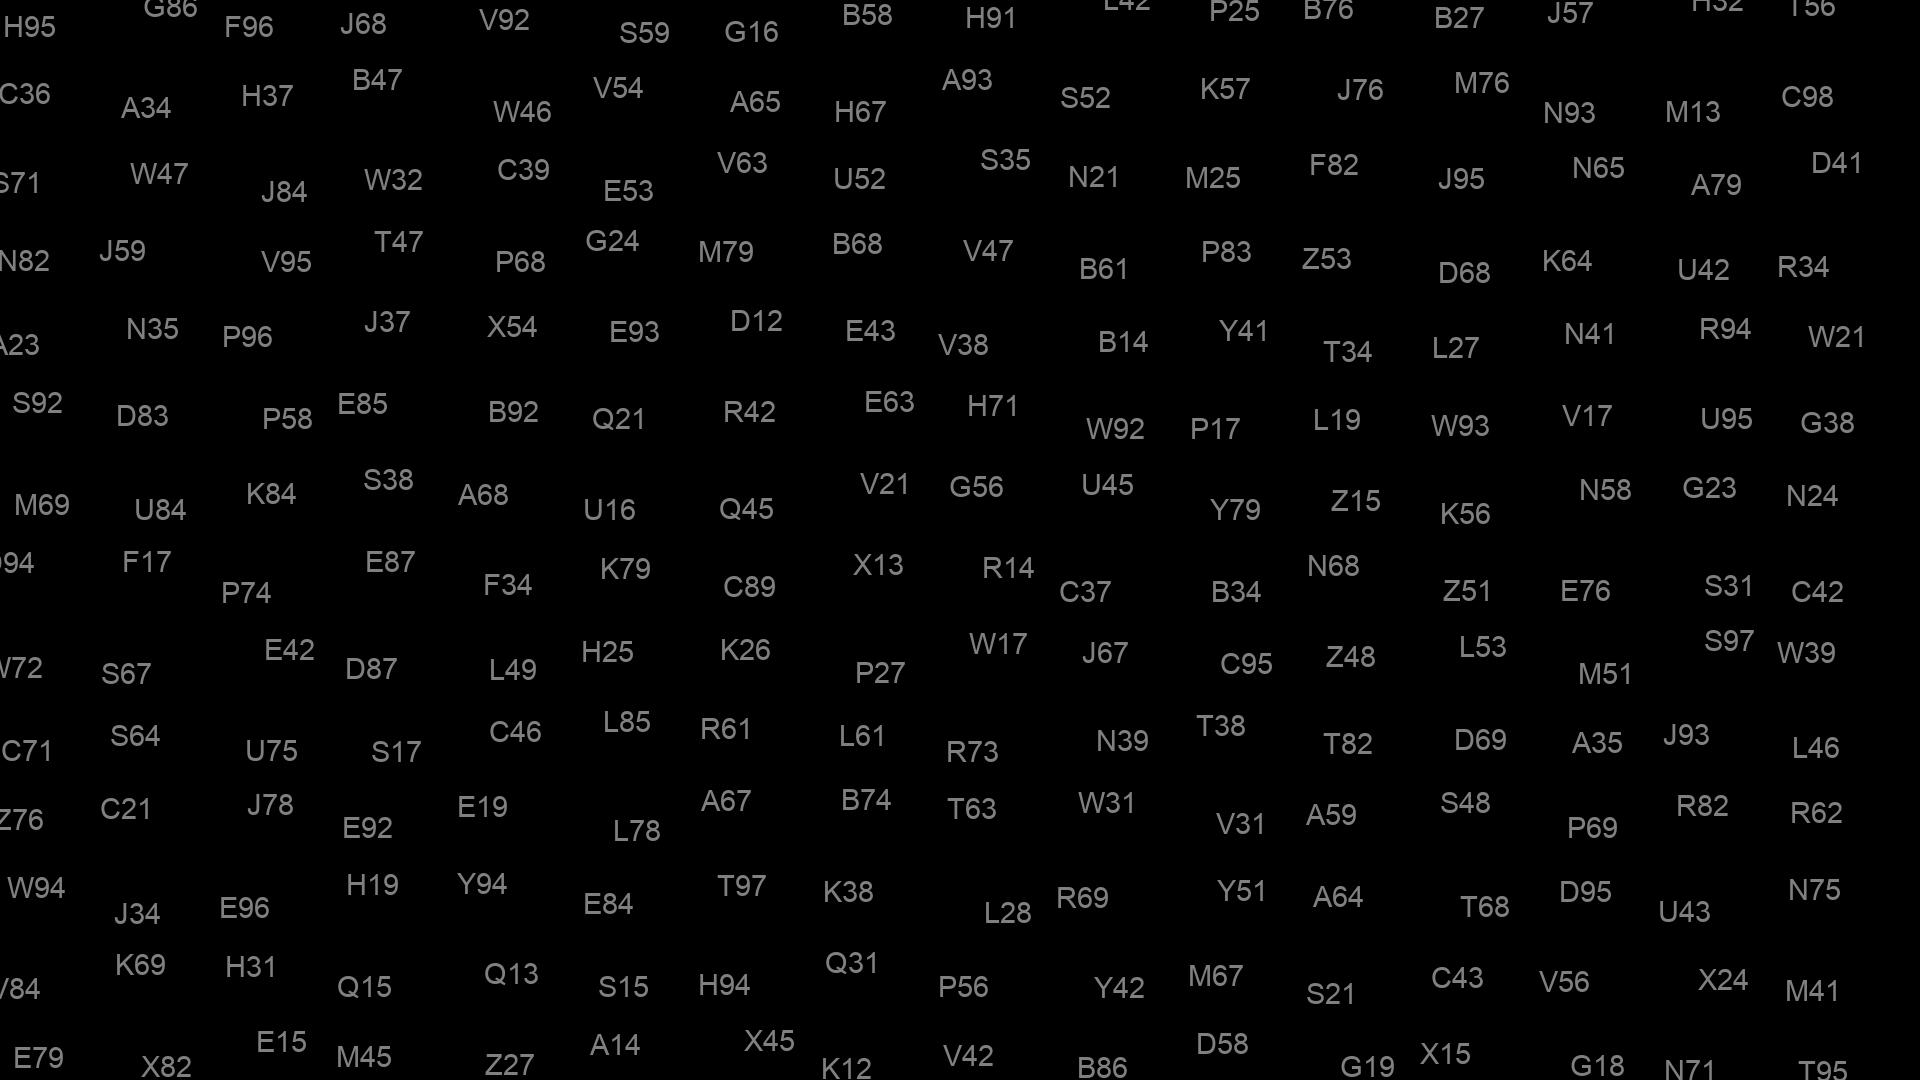 H95 G86 F96 J68 V92 S59 G16 B58 H91 L42 P25 B76 B27 J57 H32 T56
C36 A34 H37 B47 W46 V54 A65 H67 A93 S52 K57 J76 M76 N93 M13 C98
S71 W47 J84 W32 C39 E53 V63 U52 S35 N21 M25 F82 J95 N65 A79 D41
N82 J59 V95 T47 P68 G24 M79 B68 V47 B61 P83 Z53 D68 K64 U42 R34
A23 N35 P96 J37 X54 E93 D12 E43 V38 B14 Y41 T34 L27 N41 R94 W21
S92 D83 P58 E85 B92 Q21 R42 E63 H71 W92 P17 L19 W93 V17 U95 G38
M69 U84 K84 S38 A68 U16 Q45 V21 G56 U45 Y79 Z15 K56 N58 G23 N24
F17 P74 E87 F34 K79 C89 X13 R14 C37 B34 N68 Z51 E76 S31 C42
W72 S67 E42 D87 L49 H25 K26 P27 W17 J67 C95 Z48 L53 M51 S97 W39
C71 S64 U75 S17 C46 L85 R61 L61 R73 N39 T38 T82 D69 A35 J93 L46
Z76 C21 J78 E92 E19 L78 A67 B74 T63 W31 V31 A59 S48 P69 R82 R62
W94 J34 E96 H19 Y94 E84 T97 K38 L28 R69 Y51 A64 T68 D95 U43 N75
V84 K69 H31 Q15 Q13 S15 H94 Q31 P56 Y42 M67 S21 C43 V56 X24 M41
E79 X82 E15 M45 Z27 A14 X45 K12 V42 B86 D58 G19 X15 G18 N71 T95